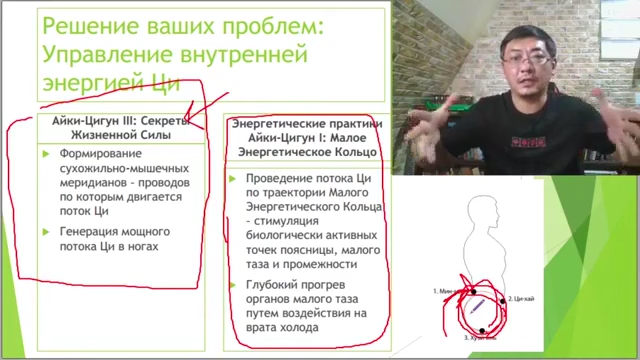 Решение ваших проблем:
Управление внутренней
энергией Ци
Айки-Цигун III: Секреты
Жизненной Силы
Формирование
сухожильно-мышечных
меридианов – проводов
по которым двигается
поток Ци
Генерация мощного
потока Ци в ногах
Энергетические практики
Айки-Цигун I: Малое
Энергетическое Кольцо
Проведение потока Ци
по траектории Малого
Энергетического Кольца
– стимуляция
биологически активных
точек поясницы, малого
таза и промежности
Глубокий прогрев
органов малого таза
путем воздействия на
врата холода
1.
2. Ци-хай
3.